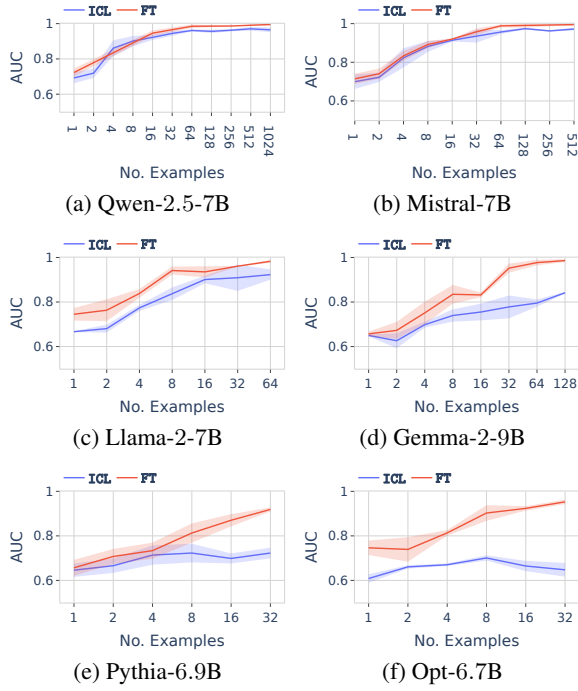 ICL FT
1
0.8
0.6
AUC
1 2 4 8 16 32 64 128 256 512 1024
No. Examples
(a) Qwen-2.5-7B
ICL FT
1
0.8
0.6
AUC
1 2 4 8 16 32 64 128 256 512
No. Examples
(b) Mistral-7B
ICL FT
1
0.8
0.6
AUC
1 2 4 8 16 32 64
No. Examples
(c) Llama-2-7B
ICL FT
1
0.8
0.6
AUC
1 2 4 8 16 32 64 128
No. Examples
(d) Gemma-2-9B
ICL FT
1
0.8
0.6
AUC
1 2 4 8 16 32
No. Examples
(e) Pythia-6.9B
ICL FT
1
0.8
0.6
AUC
1 2 4 8 16 32
No. Examples
(f) Opt-6.7B